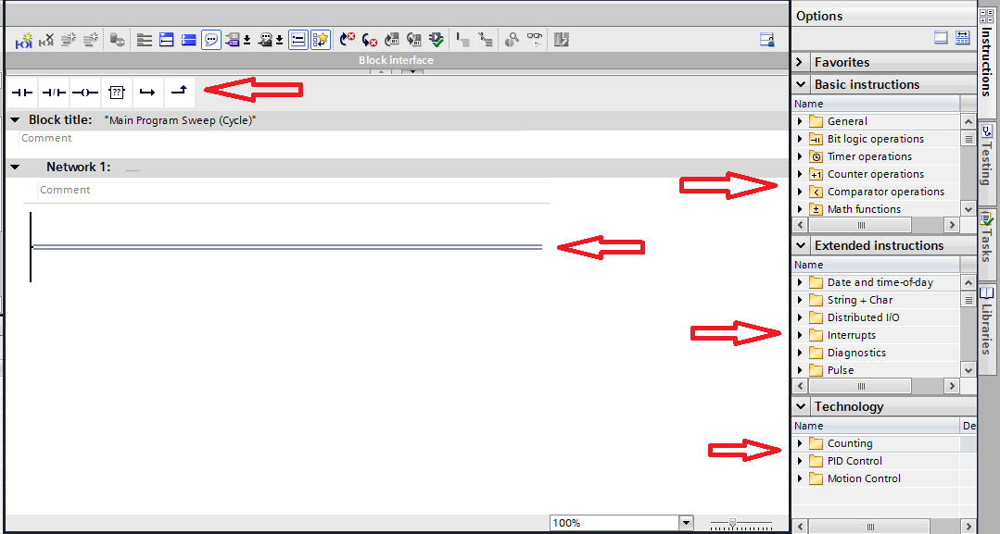 Options
Block interface
??
Block title: "Main Program Sweep (Cycle)"
Comment
Network 1: .....
Comment
100%
Favorites
Basic instructions
Name
General
Bit logic operations
Timer operations
Counter operations
Comparator operations
Math functions
Extended instructions
Name
Date and time-of-day
String + Char
Distributed I/O
Interrupts
Diagnostics
Pulse
Technology
Name De
Counting
PID Control
Motion Control
Instructions
Testing
Tasks
Libraries